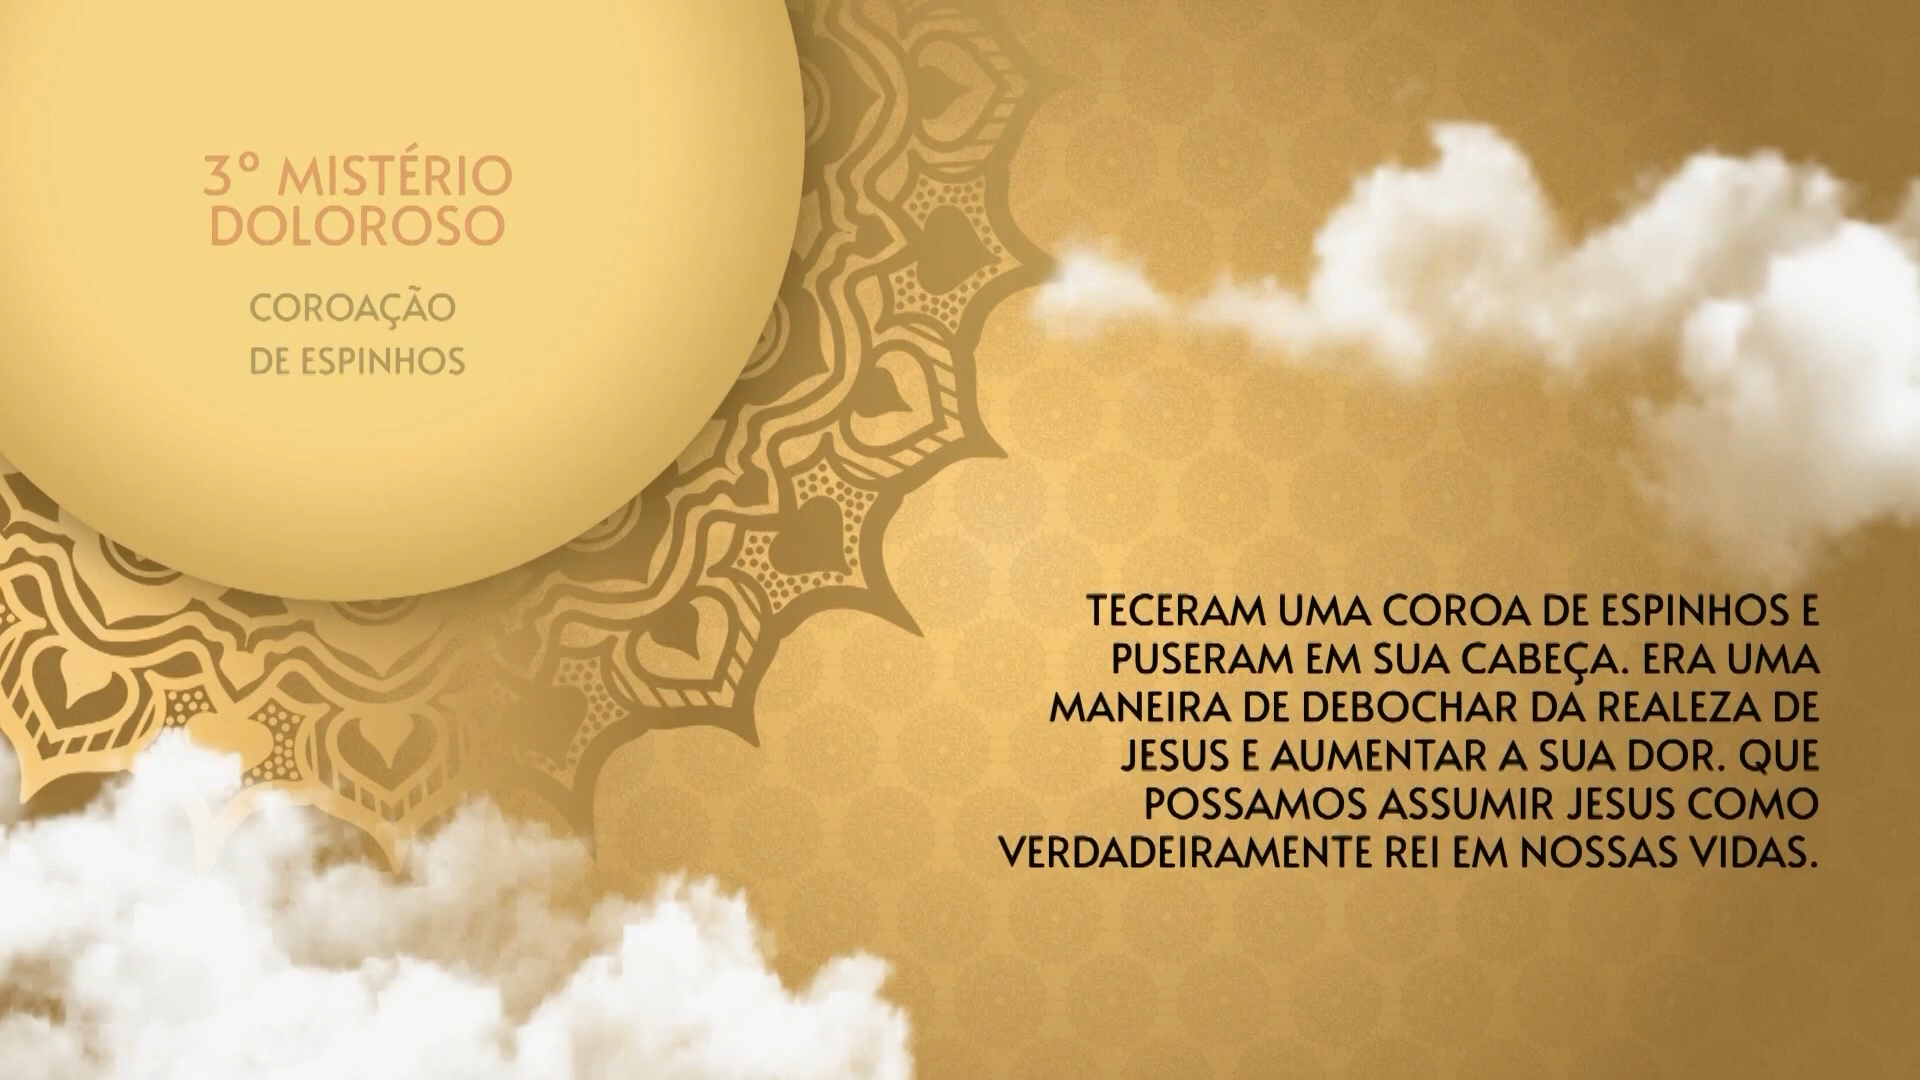 3º MISTÉRIO
DOLOROSO
COROAÇÃO
DE ESPINHOS
TECERAM UMA COROA DE ESPINHOS E
PUSERAM EM SUA CABEÇA. ERA UMA
MANEIRA DE DEBOCHAR DA REALEZA DE
JESUS E AUMENTAR A SUA DOR. QUE
POSSAMOS ASSUMIR JESUS COMO
VERDADEIRAMENTE REI EM NOSSAS VIDAS.